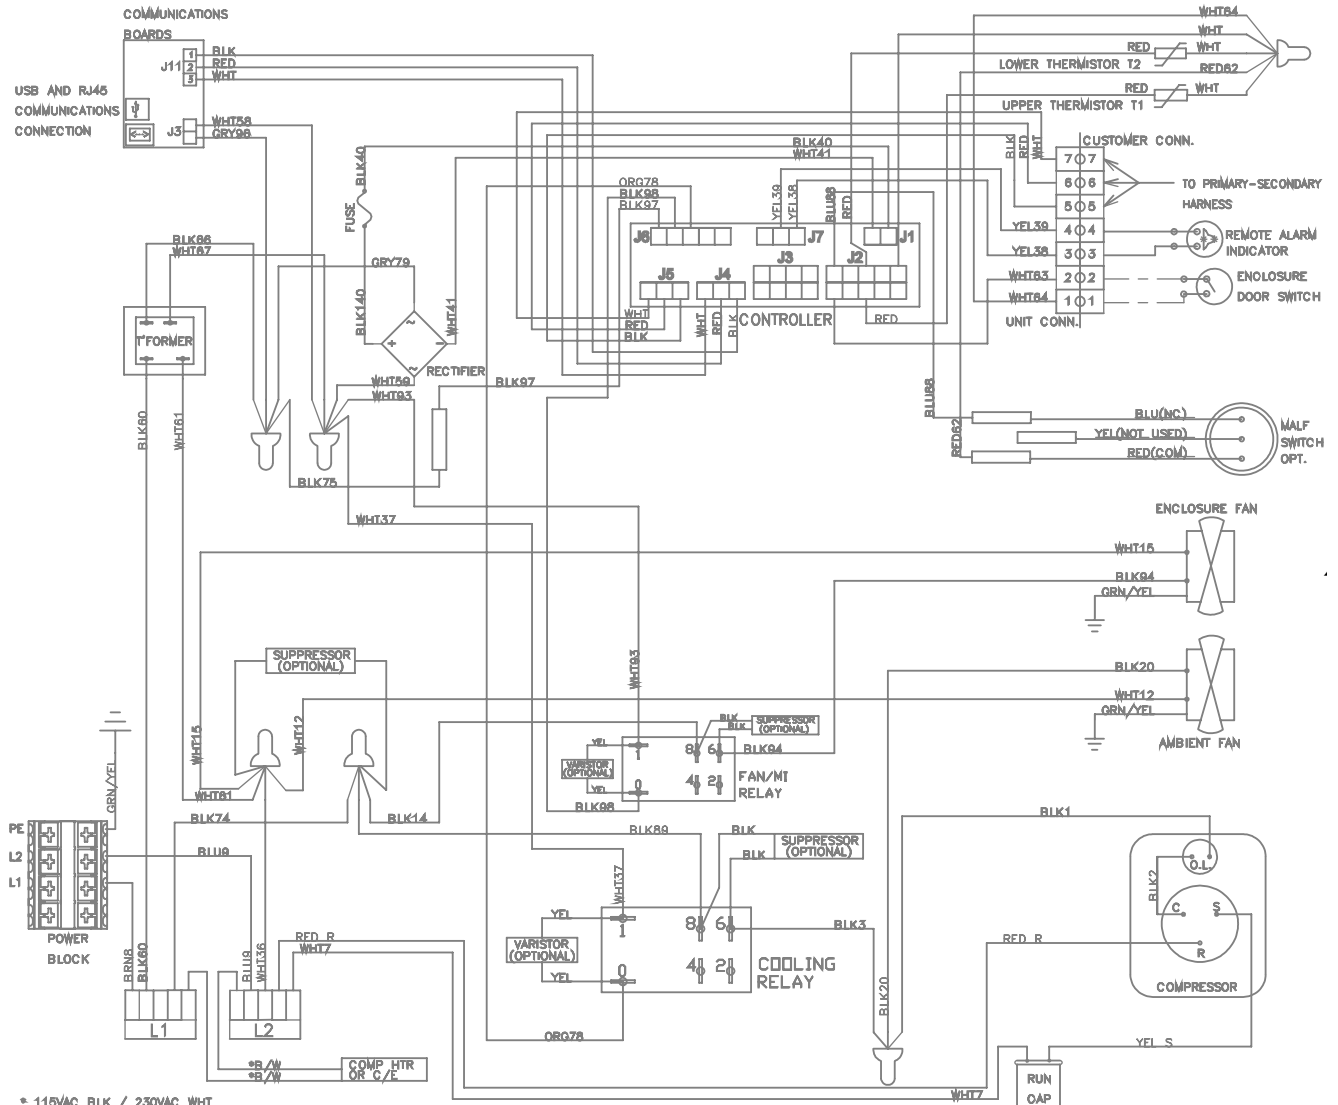 COMMUNICATIONS
BOARDS
J11
1
2
3
BLK
RED
WHT
USB AND RJ45
COMMUNICATIONS
CONNECTION
J3
WHT58
GRY96
WHT64
WHT
RED
WHT
LOWER THERMISTOR T2
RED62
RED
WHT
UPPER THERMISTOR T1
BLK40
WHT41
BLK40
FUSE
BLK140
WHT41
ORG78
BLK98
BLK97
YEL39
YEL38
BLU68
RED
BLK
RED
WHT
CUSTOMER CONN.
7 7
6 6
5 5
4 4
3 3
2 2
1 1
TO PRIMARY-SECONDARY
HARNESS
YEL39
YEL38
WHT63
WHT64
UNIT CONN.
REMOTE ALARM
INDICATOR
ENCLOSURE
DOOR SWITCH
J6
J7
J1
J3
J2
J5
J4
CONTROLLER
WHT
RED
BLK
WHT
RED
BLK
RED
BLK66
WHT67
GRY79
T'FORMER
RECTIFIER
~
+
-
~
WHT59
WHT93
BLK97
BLK60
WHT61
BLK75
WHT37
BLU68
RED62
BLU(NC)
YEL(NOT USED)
RED(COM)
MALF
SWITCH
OPT.
ENCLOSURE FAN
WHT15
BLK94
GRN/YEL
BLK20
WHT12
GRN/YEL
AMBIENT FAN
SUPPRESSOR
(OPTIONAL)
WHT15
WHT12
WHT93
WHT61
BLK74
BLK14
GRN/YEL
YEL
VARISTOR
(OPTIONAL)
YEL
1
0
8
6
4
2
BLK
BLK
SUPPRESSOR
(OPTIONAL)
BLK94
FAN/MI
RELAY
BLK98
BLK89
BLK
BLK
SUPPRESSOR
(OPTIONAL)
PE
L2
L1
BLU9
POWER
BLOCK
BRN8
BLK60
BLU9
WHT36
RED R
WHT7
L1
L2
WHT37
YEL
VARISTOR
(OPTIONAL)
YEL
1
0
8
6
4
2
COOLING
RELAY
BLK3
ORG78
BLK20
BLK1
O.L.
BLK2
C
S
R
RED R
COMPRESSOR
YEL S
RUN
CAP
WHT7
*B/W
*B/W
COMP HTR
OR C/E
* 115VAC BLK / 230VAC WHT